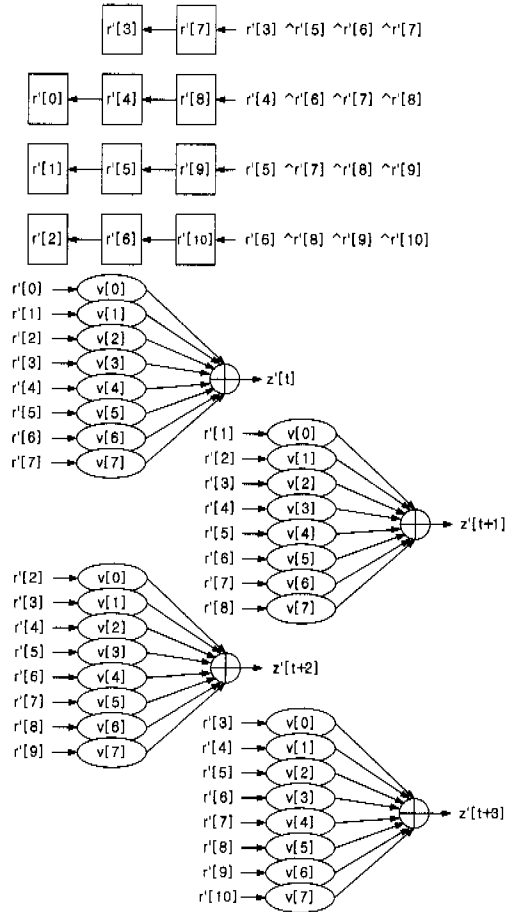 r'[3] r'[7] r'[3] ^r'[5] ^r'[6] ^r'[7]
r'[0] r'[4] r'[8] r'[4] ^r'[6] ^r'[7] ^r'[8]
r'[1] r'[5] r'[9] r'[5] ^r'[7] ^r'[8] ^r'[9]
r'[2] r'[6] r'[10] r'[6] ^r'[8] ^r'[9] ^r'[10]
r'[0] v[0]
r'[1] v[1]
r'[2] v[2]
r'[3] v[3]
r'[4] v[4]
r'[5] v[5]
r'[6] v[6]
r'[7] v[7]
z'[t]
r'[1] v[0]
r'[2] v[1]
r'[3] v[2]
r'[4] v[3]
r'[5] v[4]
r'[6] v[5]
r'[7] v[6]
r'[8] v[7]
z'[t+1]
r'[2] v[0]
r'[3] v[1]
r'[4] v[2]
r'[5] v[3]
r'[6] v[4]
r'[7] v[5]
r'[8] v[6]
r'[9] v[7]
z'[t+2]
r'[3] v[0]
r'[4] v[1]
r'[5] v[2]
r'[6] v[3]
r'[7] v[4]
r'[8] v[5]
r'[9] v[6]
r'[10] v[7]
z'[t+3]